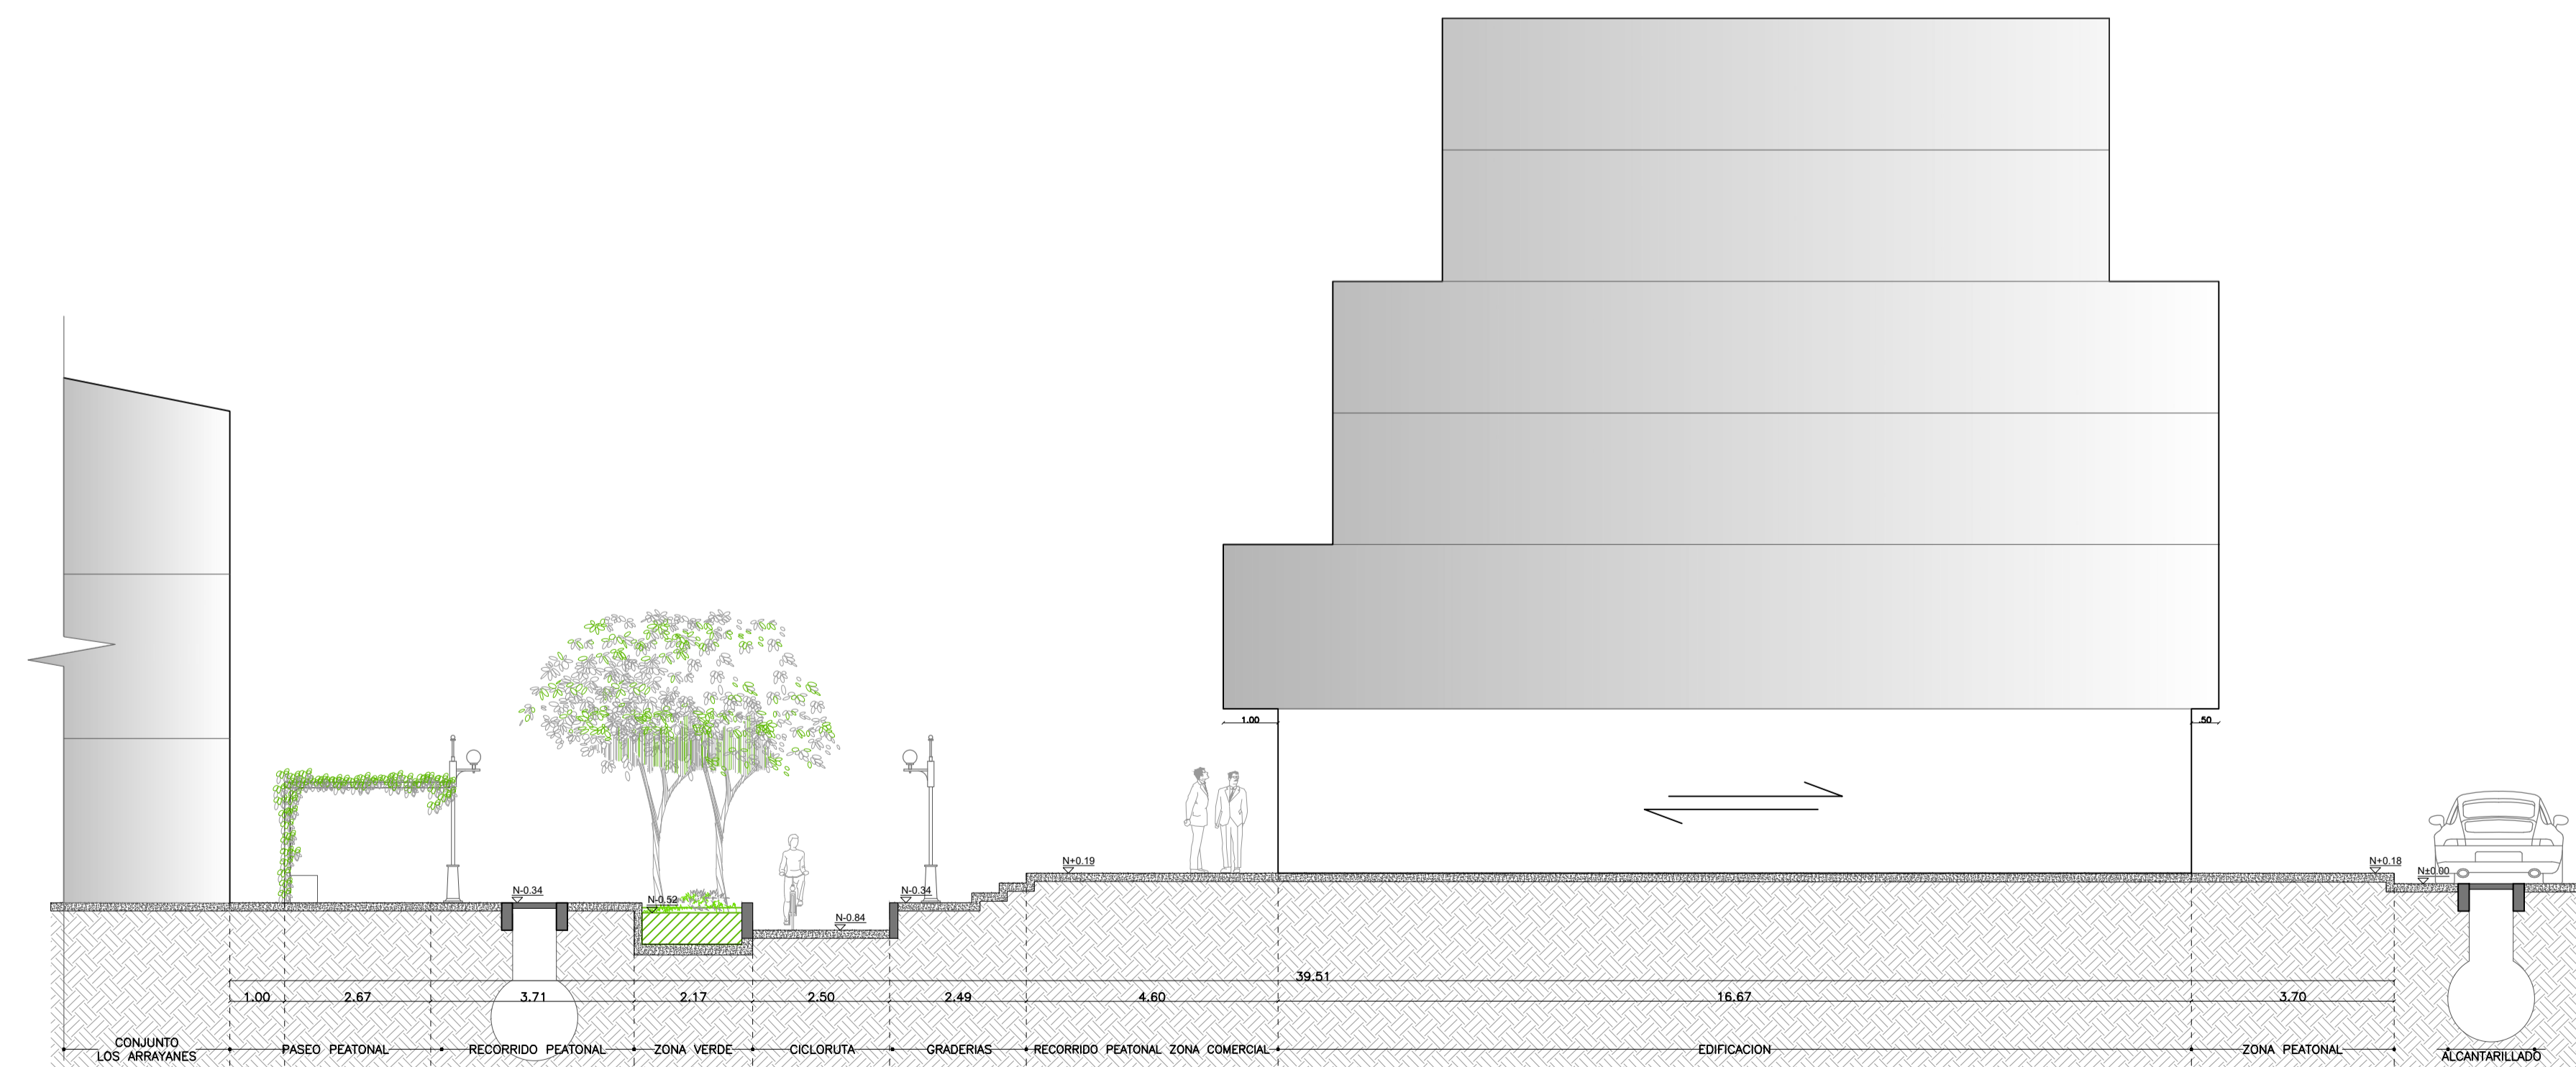 1.00
.50
N+0.19
N+0.18
N±0.00
N-0.34
N-0.34
N-0.52
N-0.84
39.51
1.00
2.67
3.71
2.17
2.50
2.49
4.60
16.67
3.70
CONJUNTO
LOS ARRAYANES
PASEO PEATONAL
RECORRIDO PEATONAL
ZONA VERDE
CICLORUTA
GRADERIAS
RECORRIDO PEATONAL ZONA COMERCIAL
EDIFICACION
ZONA PEATONAL
ALCANTARILLADO